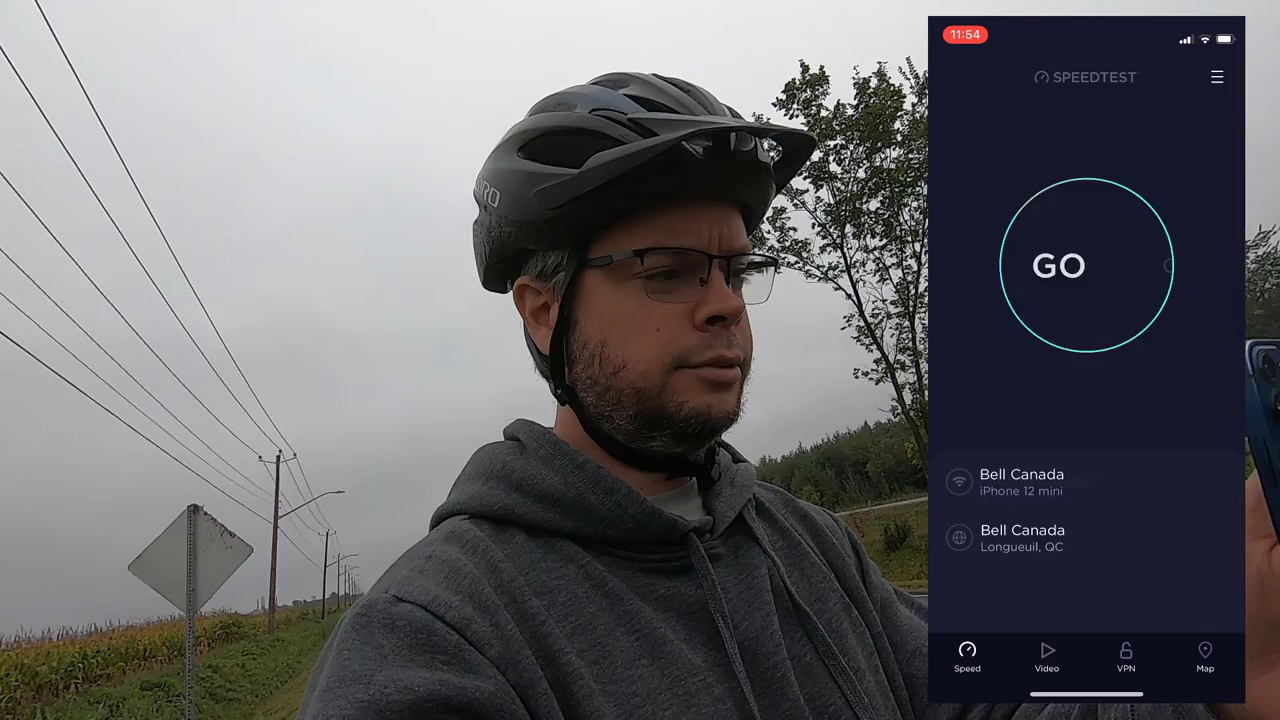 11:54
SPEEDTEST
GO
Bell Canada
iPhone 12 mini
Bell Canada
Longueuil, QC
Speed
Video
VPN
Map
GIRO